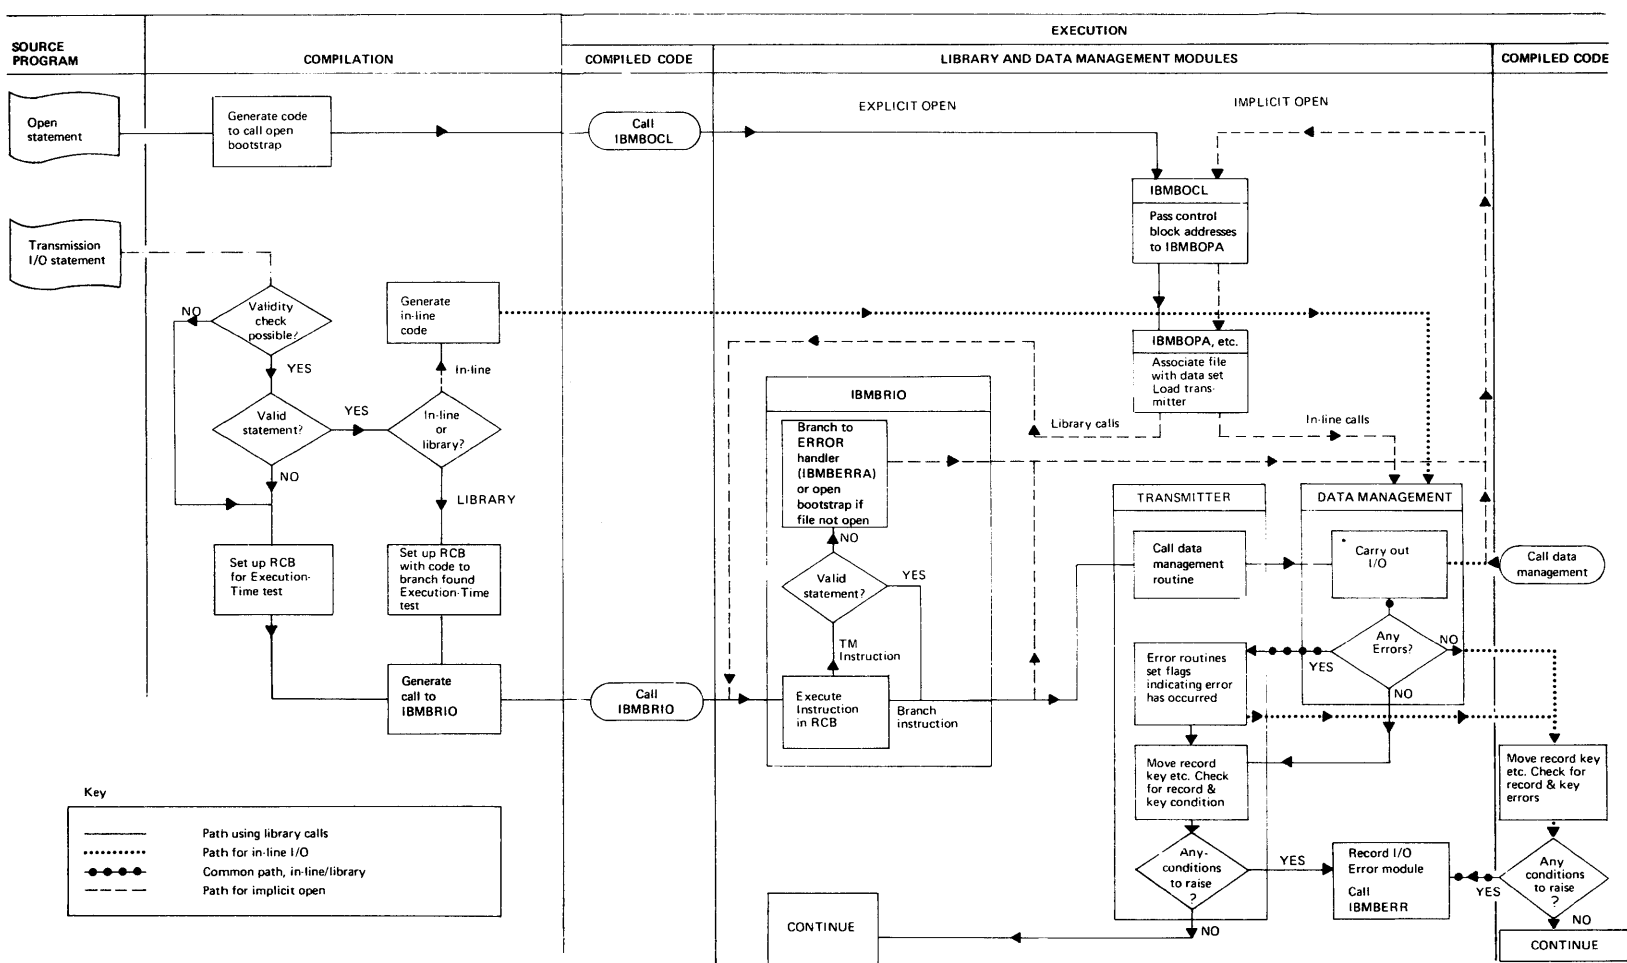 EXECUTION
SOURCE
PROGRAM
COMPILATION
COMPILED CODE
LIBRARY AND DATA MANAGEMENT MODULES
COMPILED CODE
Open
statement
Generate code
to call open
bootstrap
Call
IBMBOCL
EXPLICIT OPEN
IMPLICIT OPEN
IBMBOCL
Pass control
block addresses
to IBMBOPA
Transmission
I/O statement
Validity
check
possible?
NO
YES
Generate
in-line
code
In-line
Valid
statement?
YES
NO
In-line
or
library?
LIBRARY
IBMBOPA, etc.
Associate file
with data set
Load trans-
mitter
Library calls
In-line calls
IBMBRIO
Branch to
ERROR
handler
(IBMBERRA)
or open
bootstrap if
file not open
NO
Valid
statement?
YES
TM
Instruction
Execute
Instruction
in RCB
Branch
instruction
Set up RCB
for Execution-
Time test
Set up RCB
with code to
branch found
Execution-Time
test
Generate
call to
IBMBRIO
Call
IBMBRIO
TRANSMITTER
Call data
management
routine
DATA MANAGEMENT
Carry out
I/O
Call data
management
Any
Errors?
YES
NO
NO
Error routines
set flags
indicating error
has occurred
Move record
key etc. Check
for record &
key condition
Any-
conditions
to raise
?
YES
NO
Record I/O
Error module
Call
IBMBERR
Move record key
etc. Check for
record & key
errors
Any
conditions
to raise
?
YES
NO
CONTINUE
CONTINUE
Key
Path using library calls
Path for in-line I/O
Common path, in-line/library
Path for implicit open